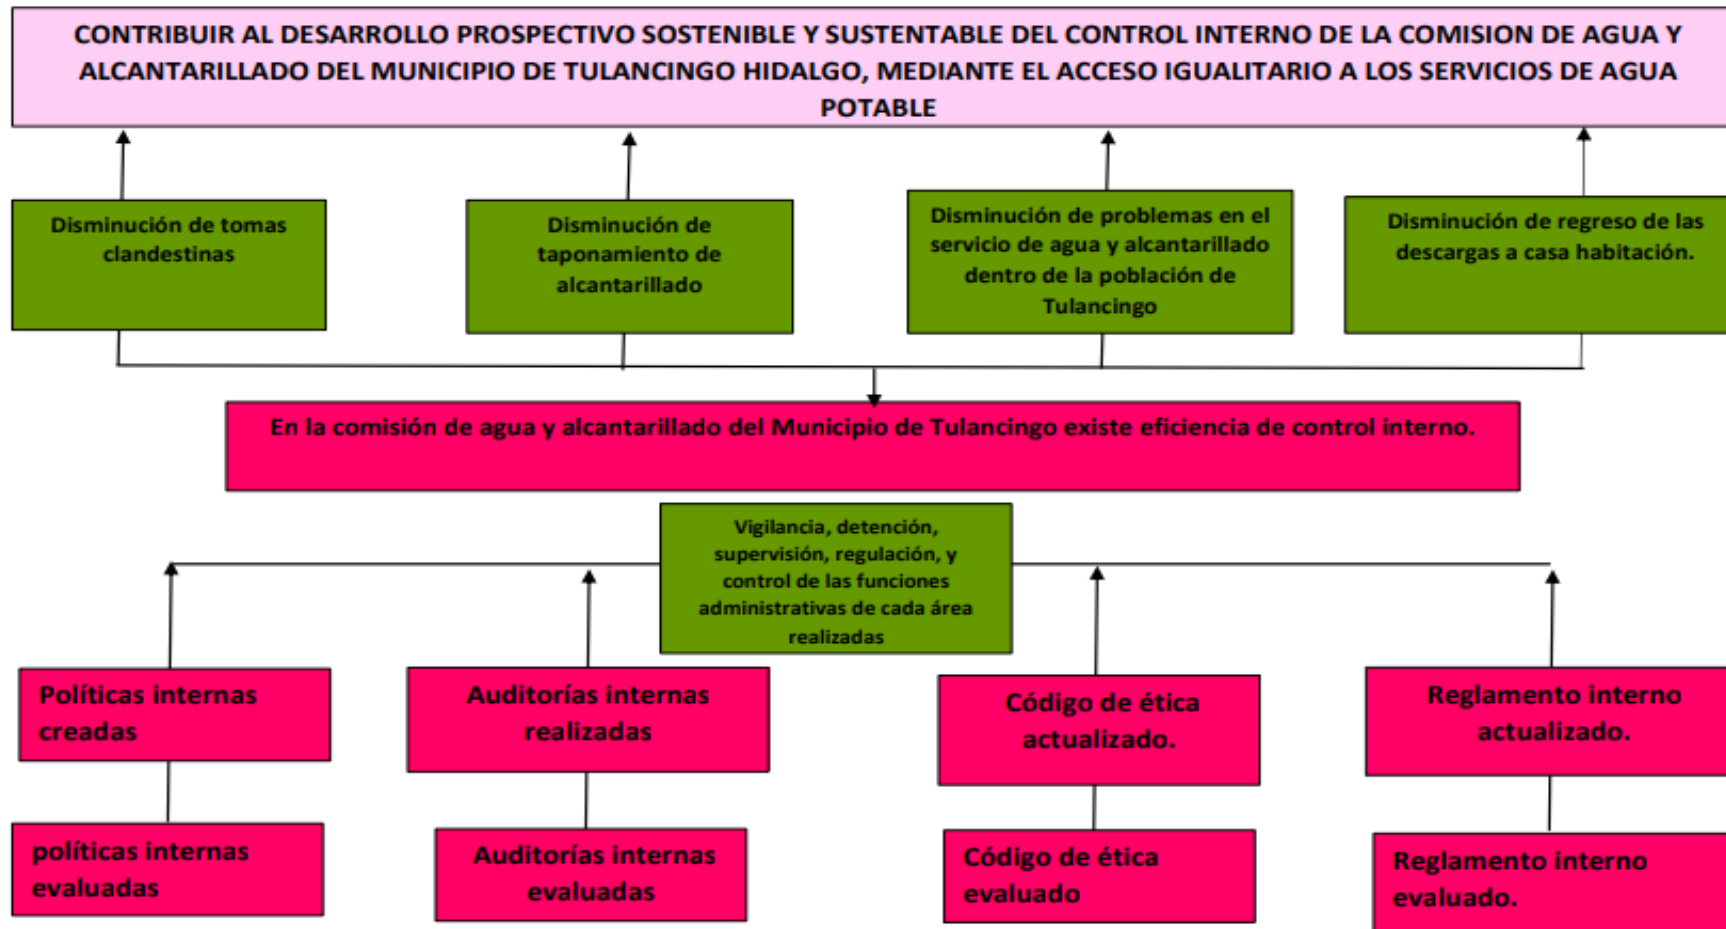 CONTRIBUIR AL DESARROLLO PROSPECTIVO SOSTENIBLE Y SUSTENTABLE DEL CONTROL INTERNO DE LA COMISION DE AGUA Y
ALCANTARILLADO DEL MUNICIPIO DE TULANCINGO HIDALGO, MEDIANTE EL ACCESO IGUALITARIO A LOS SERVICIOS DE AGUA
POTABLE
Disminución de tomas
clandestinas
Disminución de
taponamiento de
alcantarillado
Disminución de problemas en el
servicio de agua y alcantarillado
dentro de la población de
Tulancingo
Disminución de regreso de las
descargas a casa habitación.
En la comisión de agua y alcantarillado del Municipio de Tulancingo existe eficiencia de control interno.
Vigilancia, detención,
supervisión, regulación, y
control de las funciones
administrativas de cada área
realizadas
Políticas internas
creadas
Auditorías internas
realizadas
Código de ética
actualizado.
Reglamento interno
actualizado.
políticas internas
evaluadas
Auditorías internas
evaluadas
Código de ética
evaluado
Reglamento interno
evaluado.